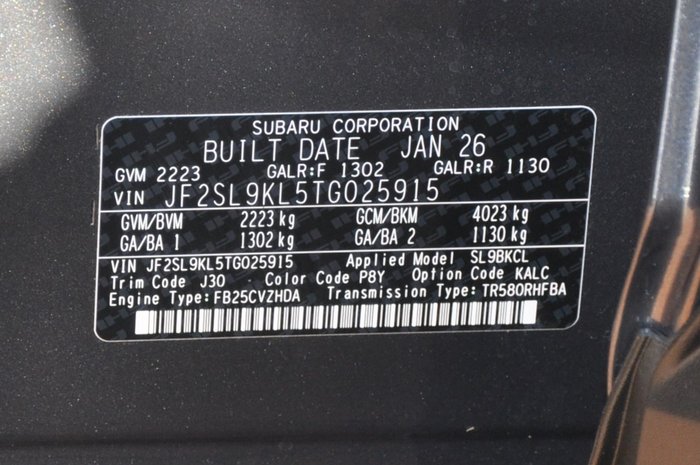 SUBARU CORPORATION
BUILT DATE JAN 26
GVM 2223 GALR:F 1302 GALR:R 1130
VIN JF2SL9KL5TG025915
GVM/BVM 2223 kg GCM/BKM 4023 kg
GA/BA 1 1302 kg GA/BA 2 1130 kg
VIN JF2SL9KL5TG025915 Applied Model SL9BKCL
Trim Code J30 Color Code P8Y Option Code KALC
Engine Type:FB25CVZHDA Transmission Type:TR580RHFBA